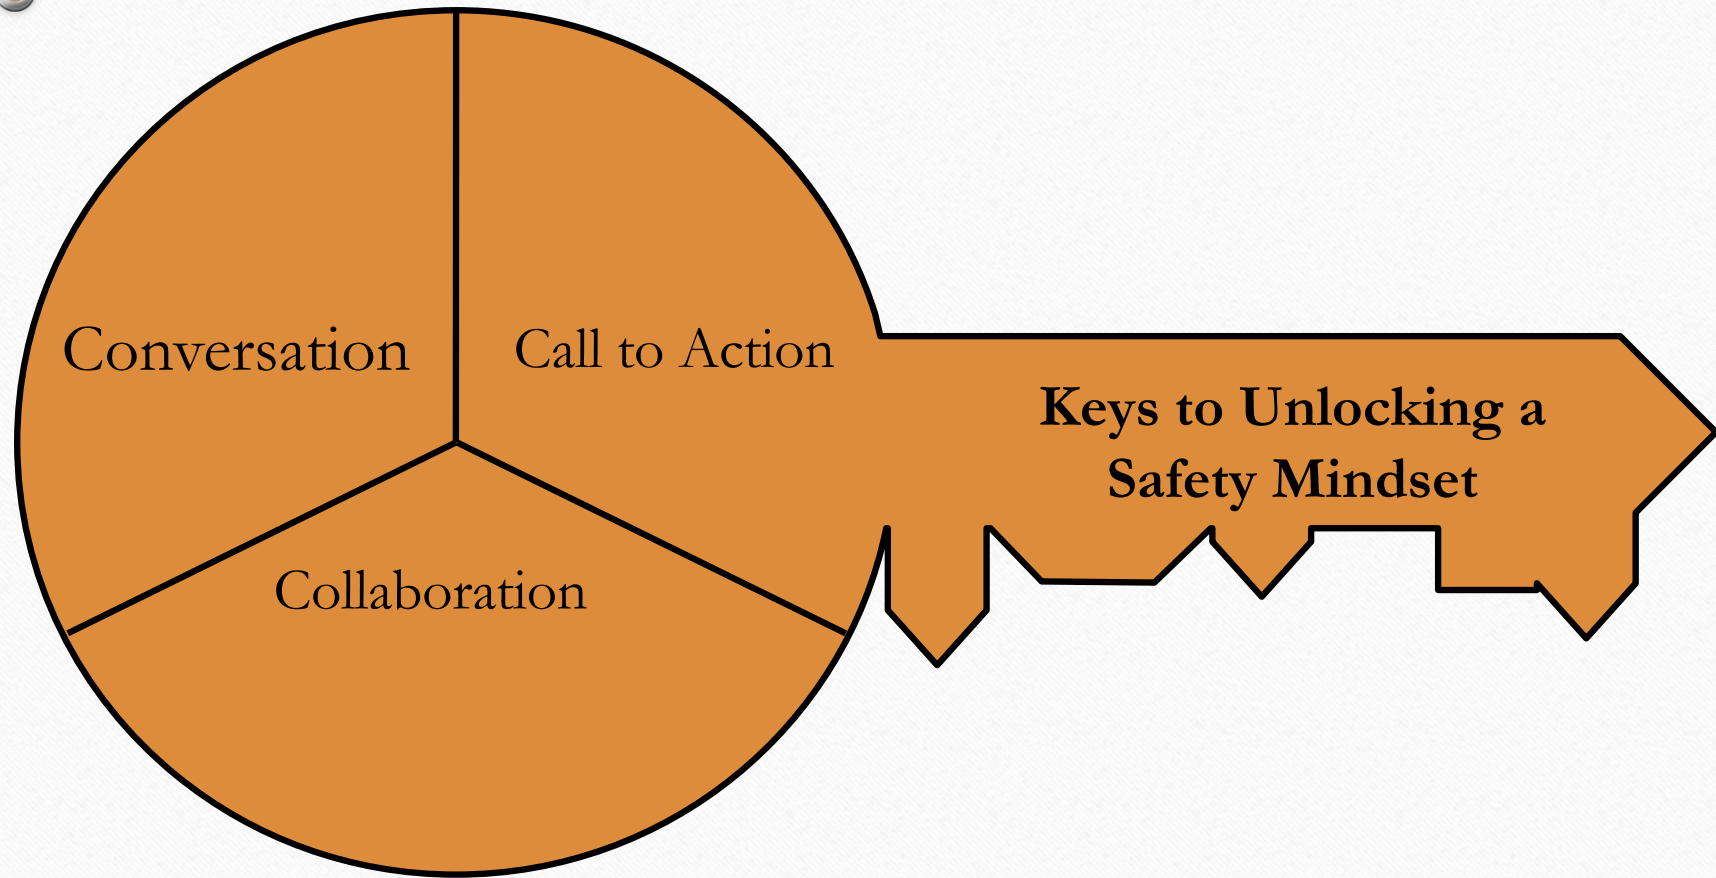 Conversation
Call to Action
Collaboration
Keys to Unlocking a
Safety Mindset